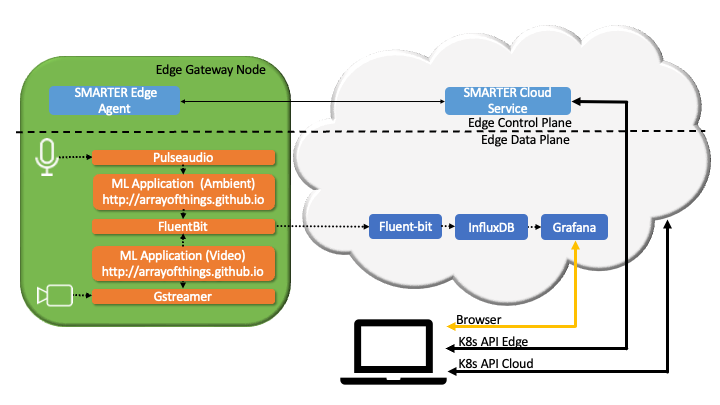 Edge Gateway Node
SMARTER Edge
Agent
SMARTER Cloud
Service
Edge Control Plane
Edge Data Plane
Pulseaudio
ML Application (Ambient)
http://arrayofthings.github.io
FluentBit
Fluent-bit
InfluxDB
Grafana
ML Application (Video)
http://arrayofthings.github.io
Gstreamer
Browser
K8s API Edge
K8s API Cloud